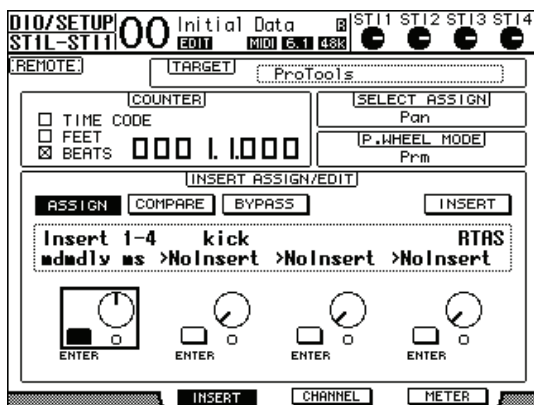 DIO/SETUP 00 Initial Data R ST11 ST12 ST13 ST14
ST1L-ST11 EDIT MIDI 6.1 48K
REMOTE TARGET ProTools
COUNTER SELECT ASSIGN
TIME CODE Pan
FEET P.WHEEL MODE
BEATS 0001.1.000 Prm
INSERT ASSIGN/EDIT
ASSIGN COMPARE BYPASS INSERT
Insert 1-4 kick RTAS
mdmdly ms >NoInsert >NoInsert >NoInsert
ENTER ENTER ENTER ENTER
INSERT CHANNEL METER